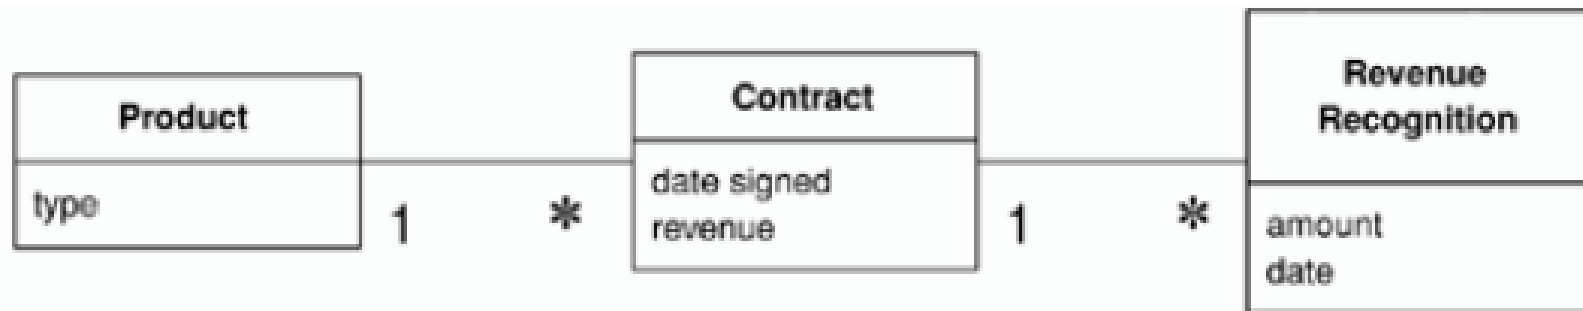 Product
type
1
*
Contract
date signed
revenue
1
*
Revenue
Recognition
amount
date